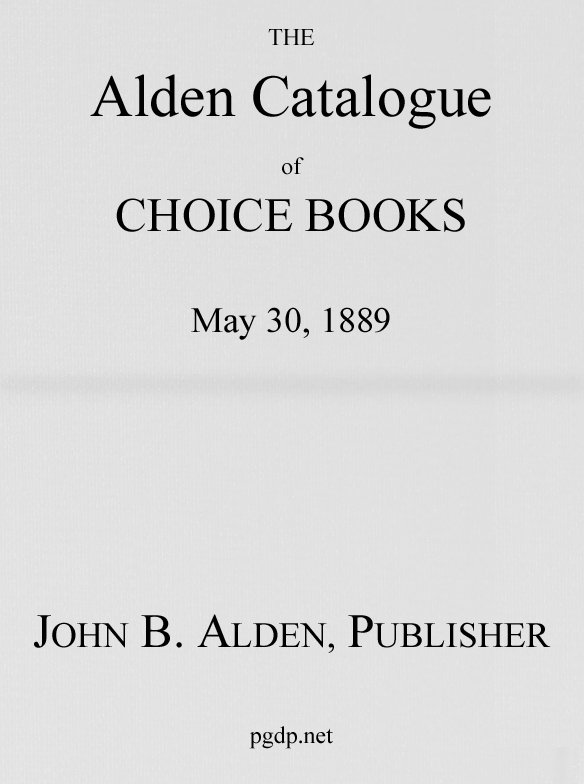 THE
Alden Catalogue
of
CHOICE BOOKS
May 30, 1889
JOHN B. ALDEN, PUBLISHER
pgdp.net